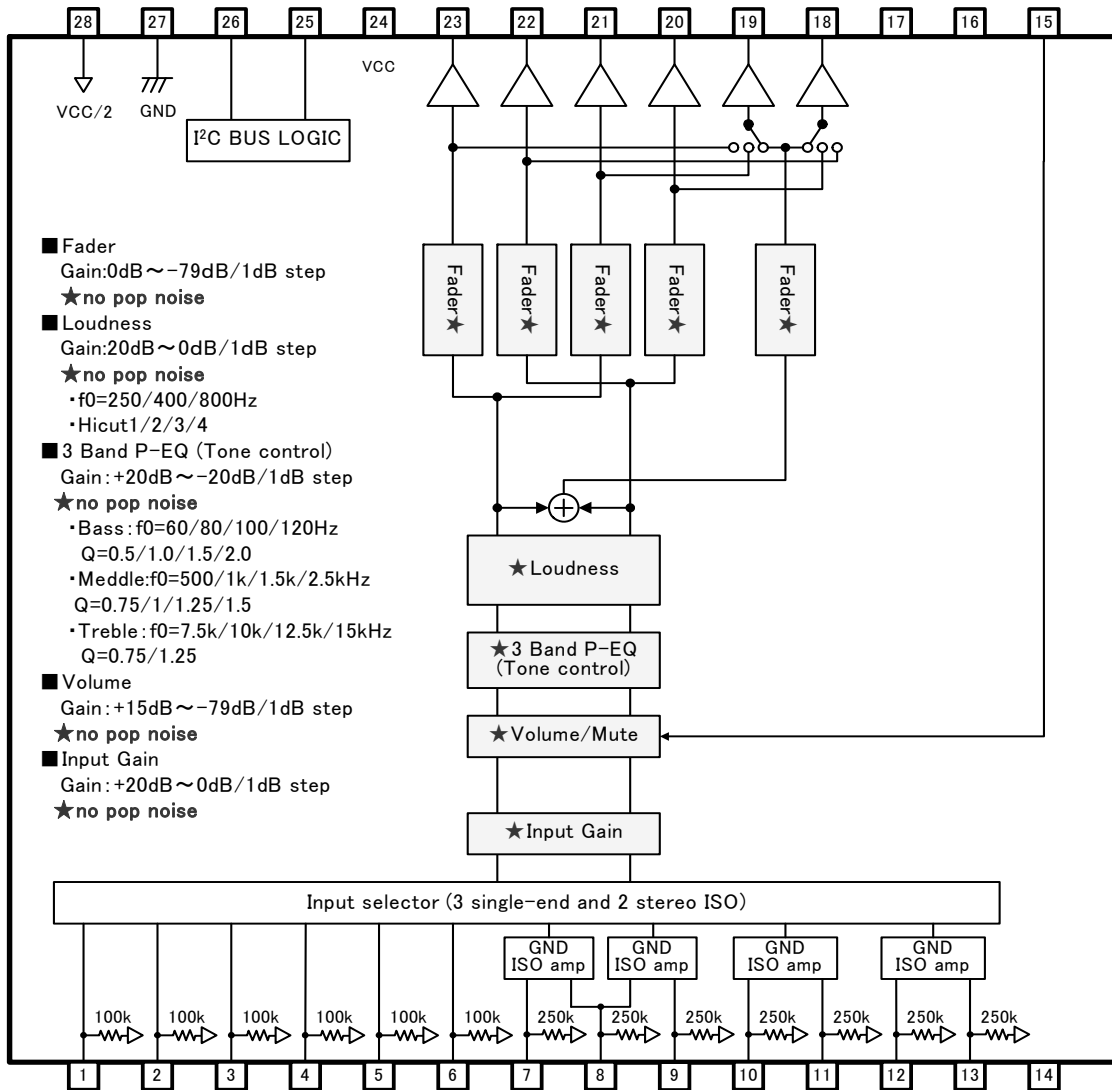 28 27 26 25 24 23 22 21 20 19 18 17 16 15
VCC
VCC/2 GND
I²C BUS LOGIC
■Fader
Gain:0dB～-79dB/1dB step
★no pop noise
■Loudness
Gain:20dB～0dB/1dB step
★no pop noise
・f0=250/400/800Hz
・Hicut1/2/3/4
■3 Band P-EQ (Tone control)
Gain:+20dB～-20dB/1dB step
★no pop noise
・Bass:f0=60/80/100/120Hz
Q=0.5/1.0/1.5/2.0
・Meddle:f0=500/1k/1.5k/2.5kHz
Q=0.75/1/1.25/1.5
・Treble:f0=7.5k/10k/12.5k/15kHz
Q=0.75/1.25
■Volume
Gain:+15dB～-79dB/1dB step
★no pop noise
■Input Gain
Gain:+20dB～0dB/1dB step
★no pop noise
Fader★
Fader★
Fader★
Fader★
Fader★
★Loudness
★3 Band P-EQ
(Tone control)
★Volume/Mute
★Input Gain
Input selector (3 single-end and 2 stereo ISO)
GND
ISO amp
GND
ISO amp
GND
ISO amp
GND
ISO amp
100k 100k 100k 100k 100k 100k 250k 250k 250k 250k 250k 250k 250k
1 2 3 4 5 6 7 8 9 10 11 12 13 14